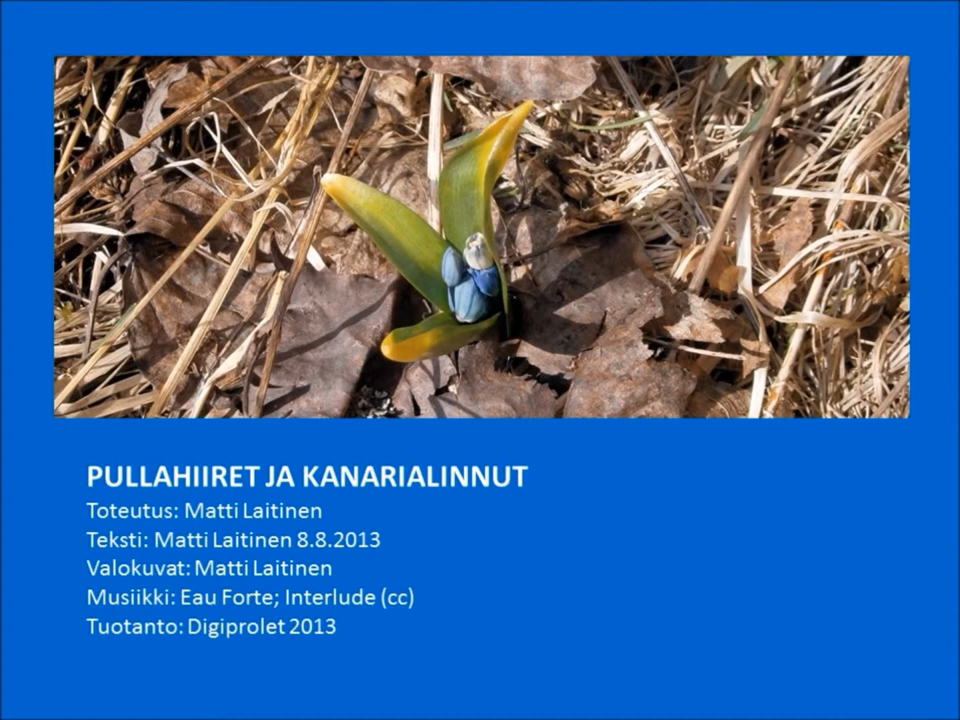 PULLAHIIRET JA KANARIALINNUT
Toteutus: Matti Laitinen
Teksti: Matti Laitinen 8.8.2013
Valokuvat: Matti Laitinen
Musiikki: Eau Forte; Interlude (cc)
Tuotanto: Digiprolet 2013